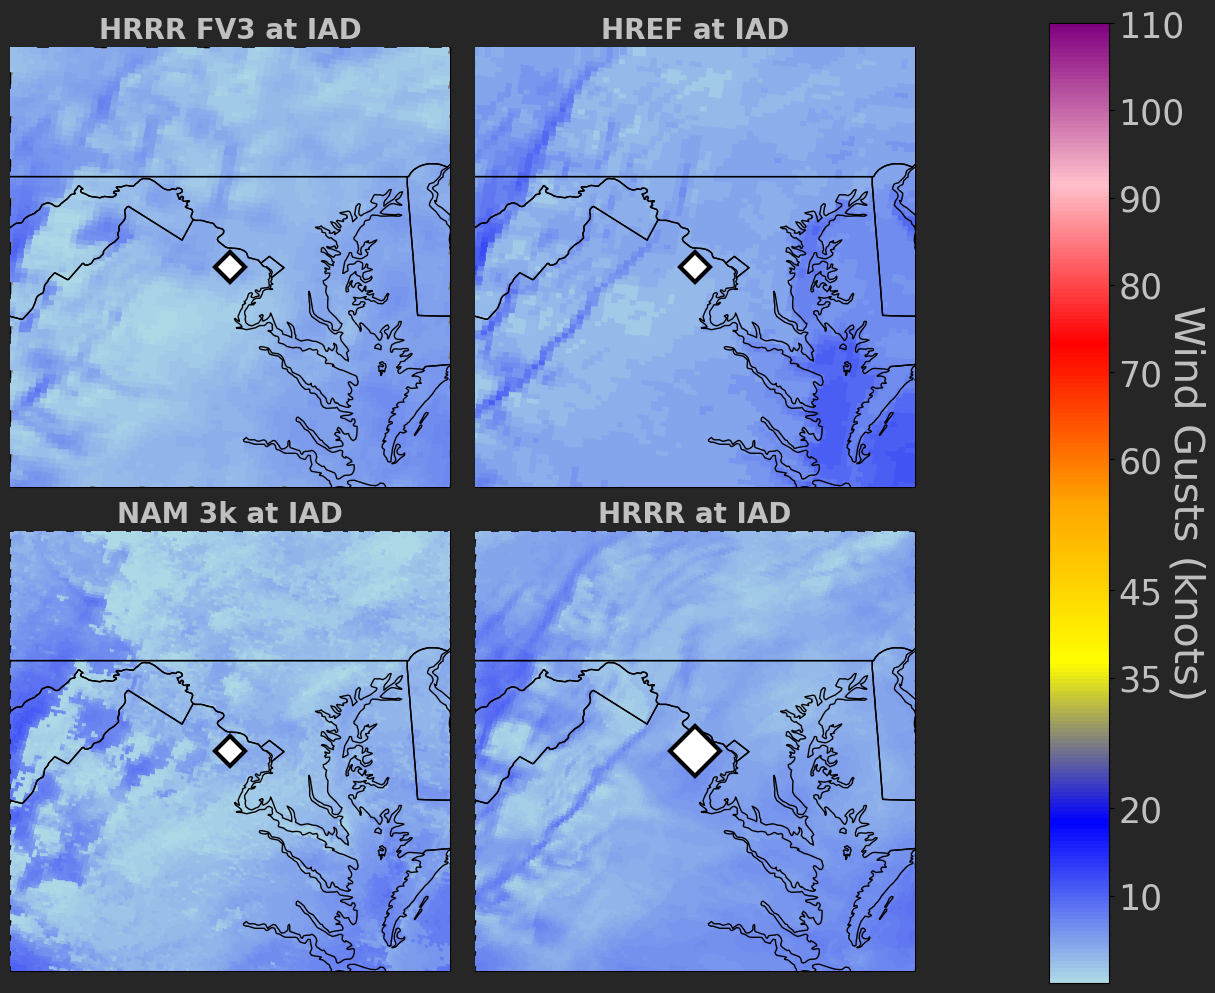 HRRR FV3 at IAD
HREF at IAD
NAM 3k at IAD
HRRR at IAD
110
100
90
80
70
60
45
35
20
10
Wind Gusts (knots)